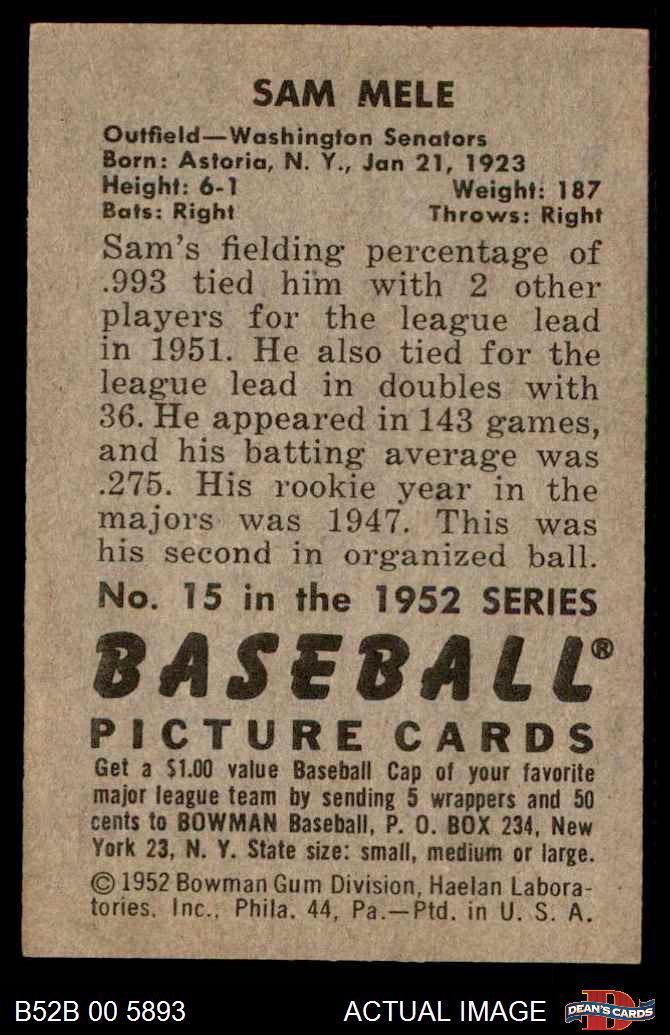 SAM MELE
Outfield—Washington Senators
Born: Astoria, N. Y., Jan 21, 1923
Height: 6-1 Weight: 187
Bats: Right Throws: Right
Sam's fielding percentage of
.993 tied him with 2 other
players for the league lead
in 1951. He also tied for the
league lead in doubles with
36. He appeared in 143 games,
and his batting average was
.275. His rookie year in the
majors was 1947. This was
his second in organized ball.
No. 15 in the 1952 SERIES
BASEBALL®
PICTURE CARDS
Get a $1.00 value Baseball Cap of your favorite
major league team by sending 5 wrappers and 50
cents to BOWMAN Baseball, P. O. BOX 234, New
York 23, N. Y. State size: small, medium or large.
© 1952 Bowman Gum Division, Haelan Labora-
tories, Inc., Phila. 44, Pa.—Ptd. in U. S. A.
B52B 00 5893 ACTUAL IMAGE
D
DEAN'S CARDS